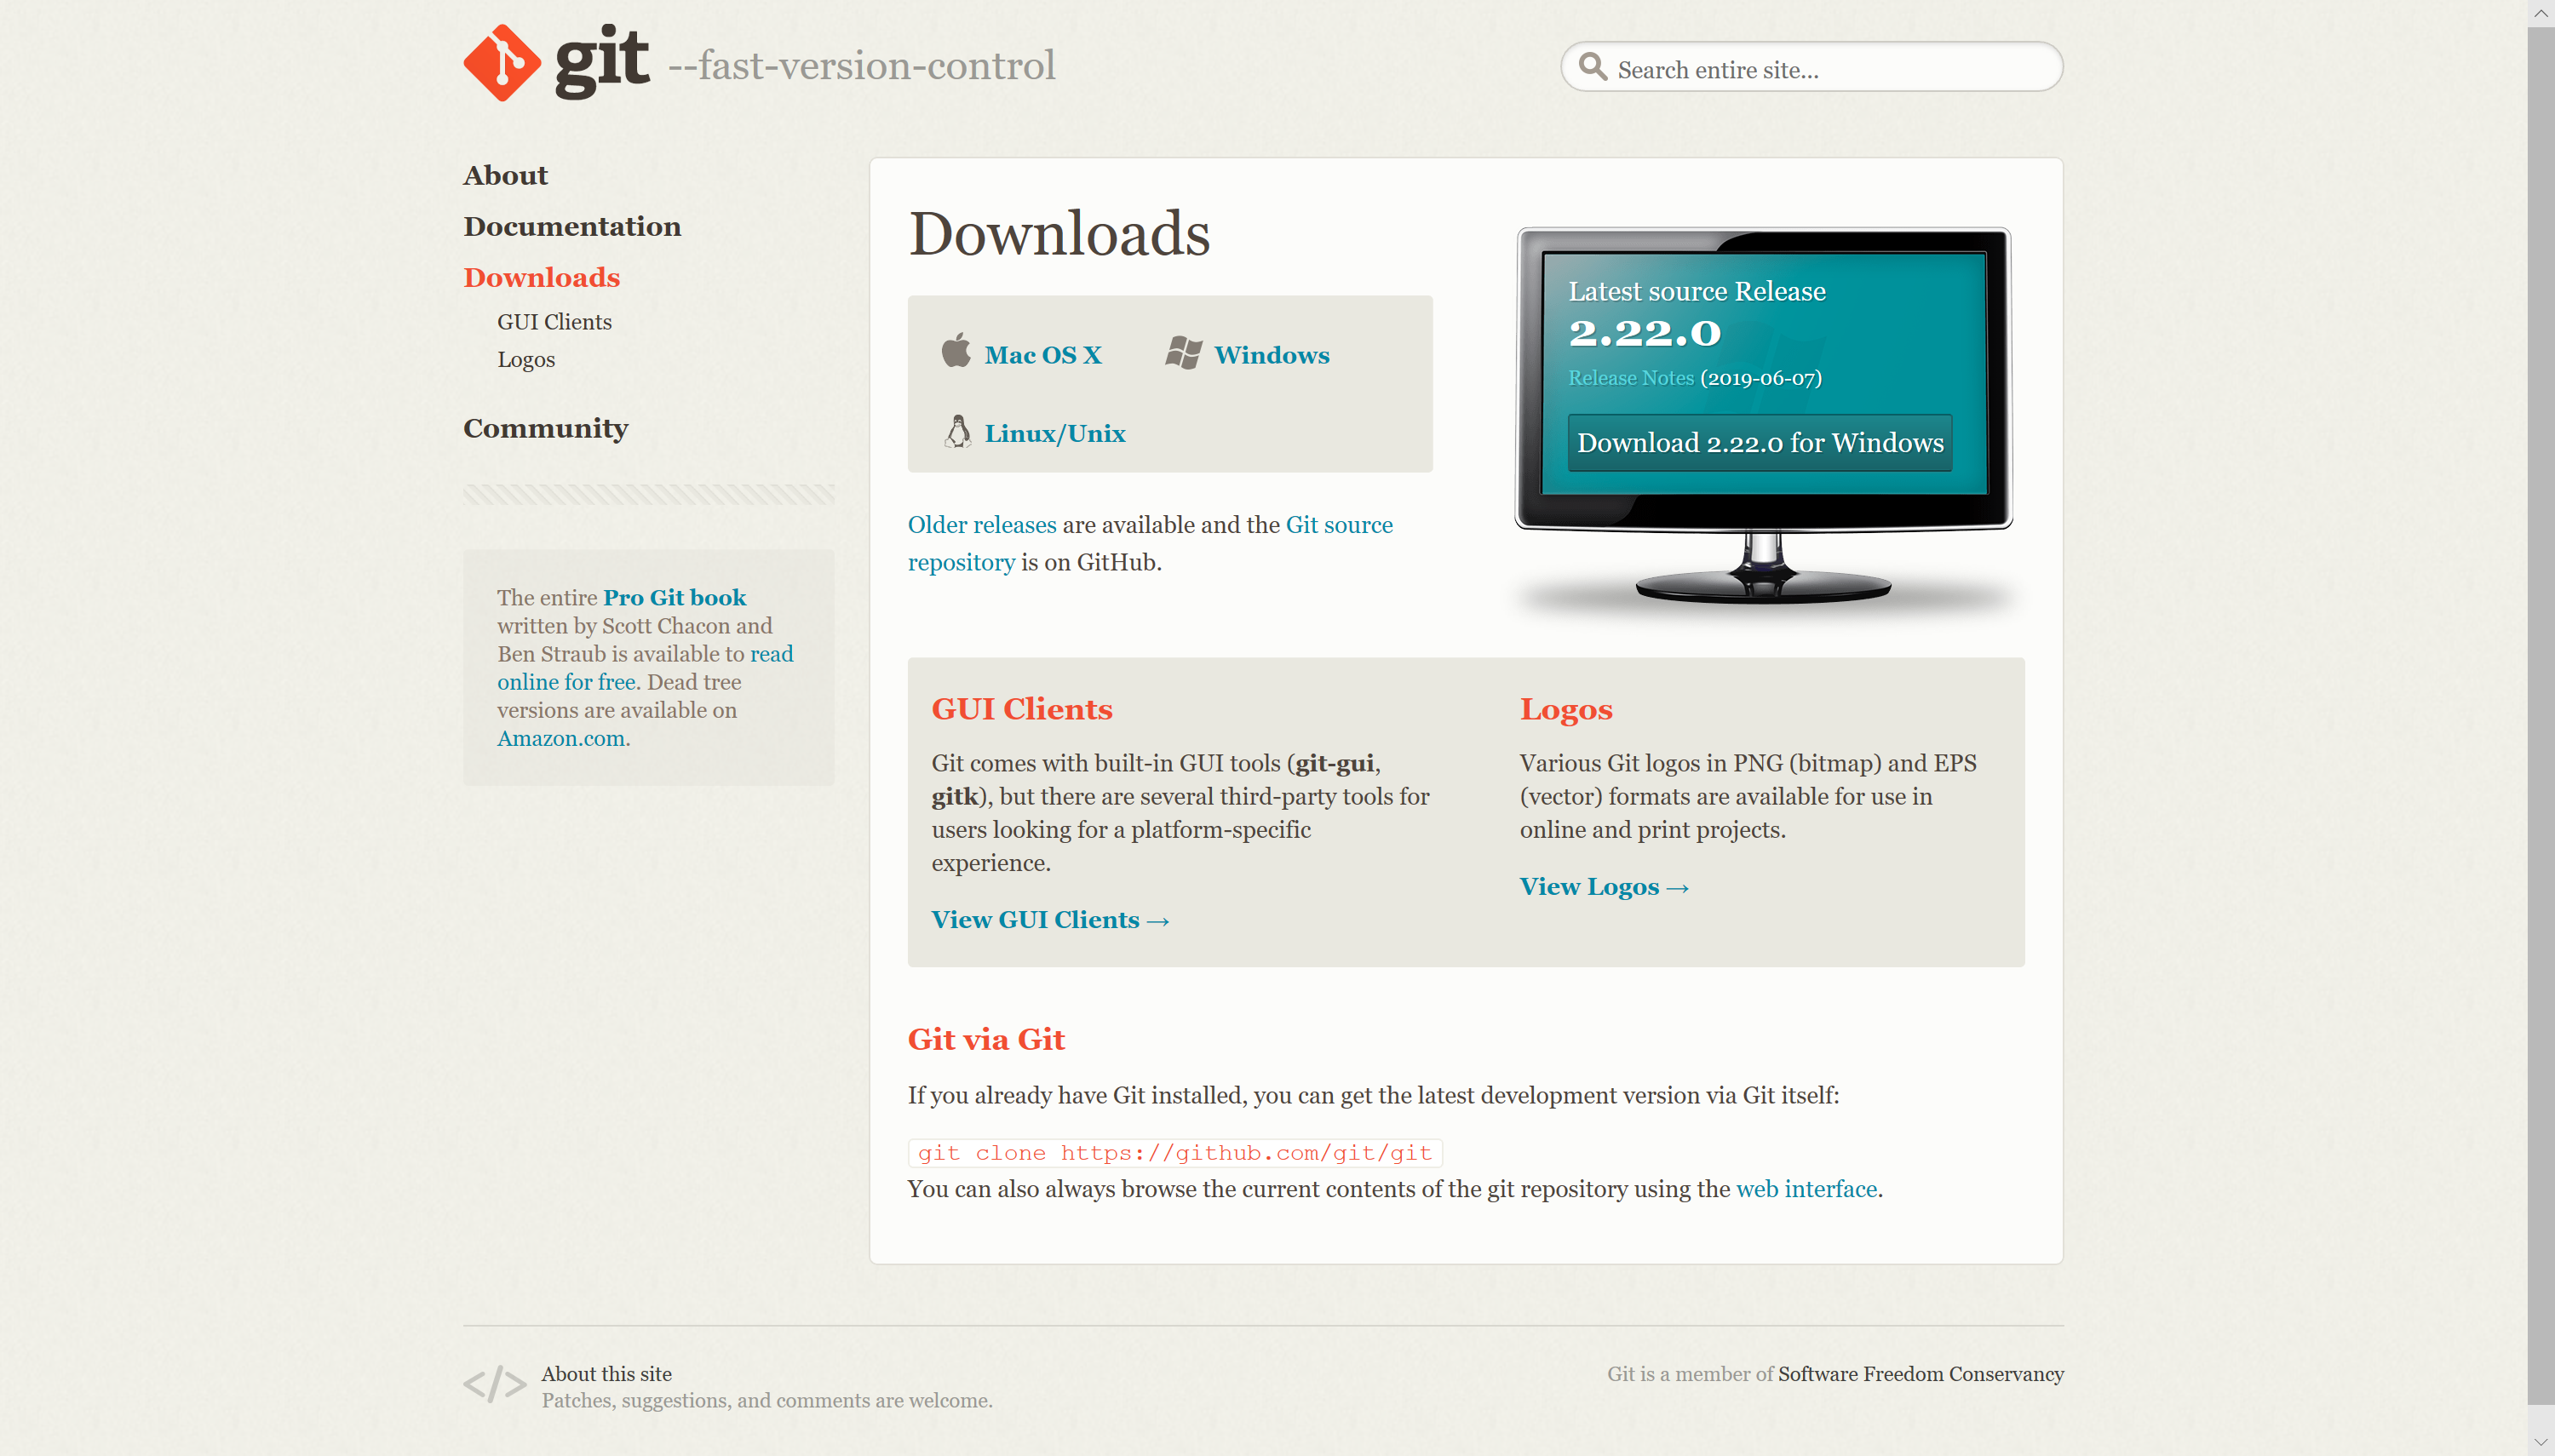 git --fast-version-control
Search entire site...
About
Documentation
Downloads
GUI Clients
Logos
Community
The entire Pro Git book
written by Scott Chacon and
Ben Straub is available to read
online for free. Dead tree
versions are available on
Amazon.com.
Downloads
Mac OS X
Windows
Linux/Unix
Older releases are available and the Git source
repository is on GitHub.
Latest source Release
2.22.0
Release Notes (2019-06-07)
Download 2.22.0 for Windows
GUI Clients
Git comes with built-in GUI tools (git-gui,
gitk), but there are several third-party tools for
users looking for a platform-specific
experience.
View GUI Clients →
Logos
Various Git logos in PNG (bitmap) and EPS
(vector) formats are available for use in
online and print projects.
View Logos →
Git via Git
If you already have Git installed, you can get the latest development version via Git itself:
git clone https://github.com/git/git
You can also always browse the current contents of the git repository using the web interface.
</> About this site
Patches, suggestions, and comments are welcome.
Git is a member of Software Freedom Conservancy